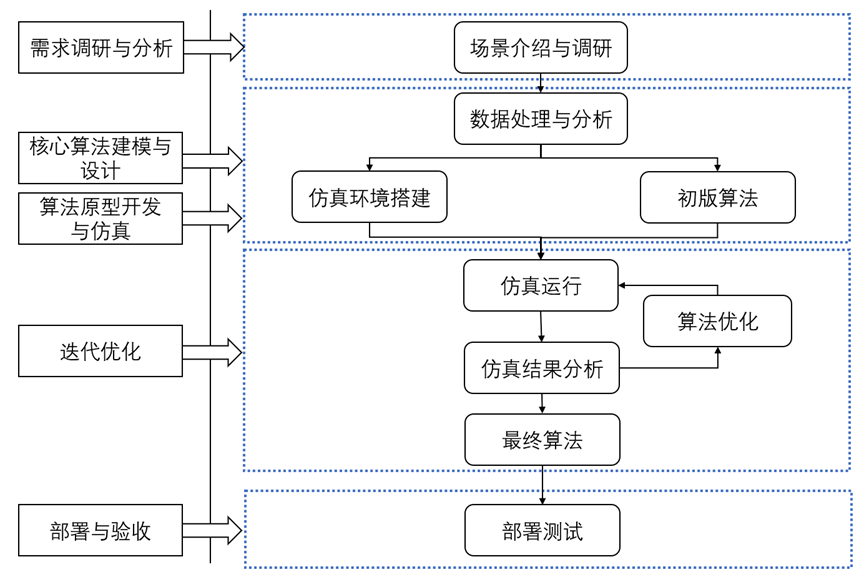 需求调研与分析
场景介绍与调研
数据处理与分析
核心算法建模与
设计
仿真环境搭建
初版算法
算法原型开发
与仿真
仿真运行
算法优化
迭代优化
仿真结果分析
最终算法
部署与验收
部署测试